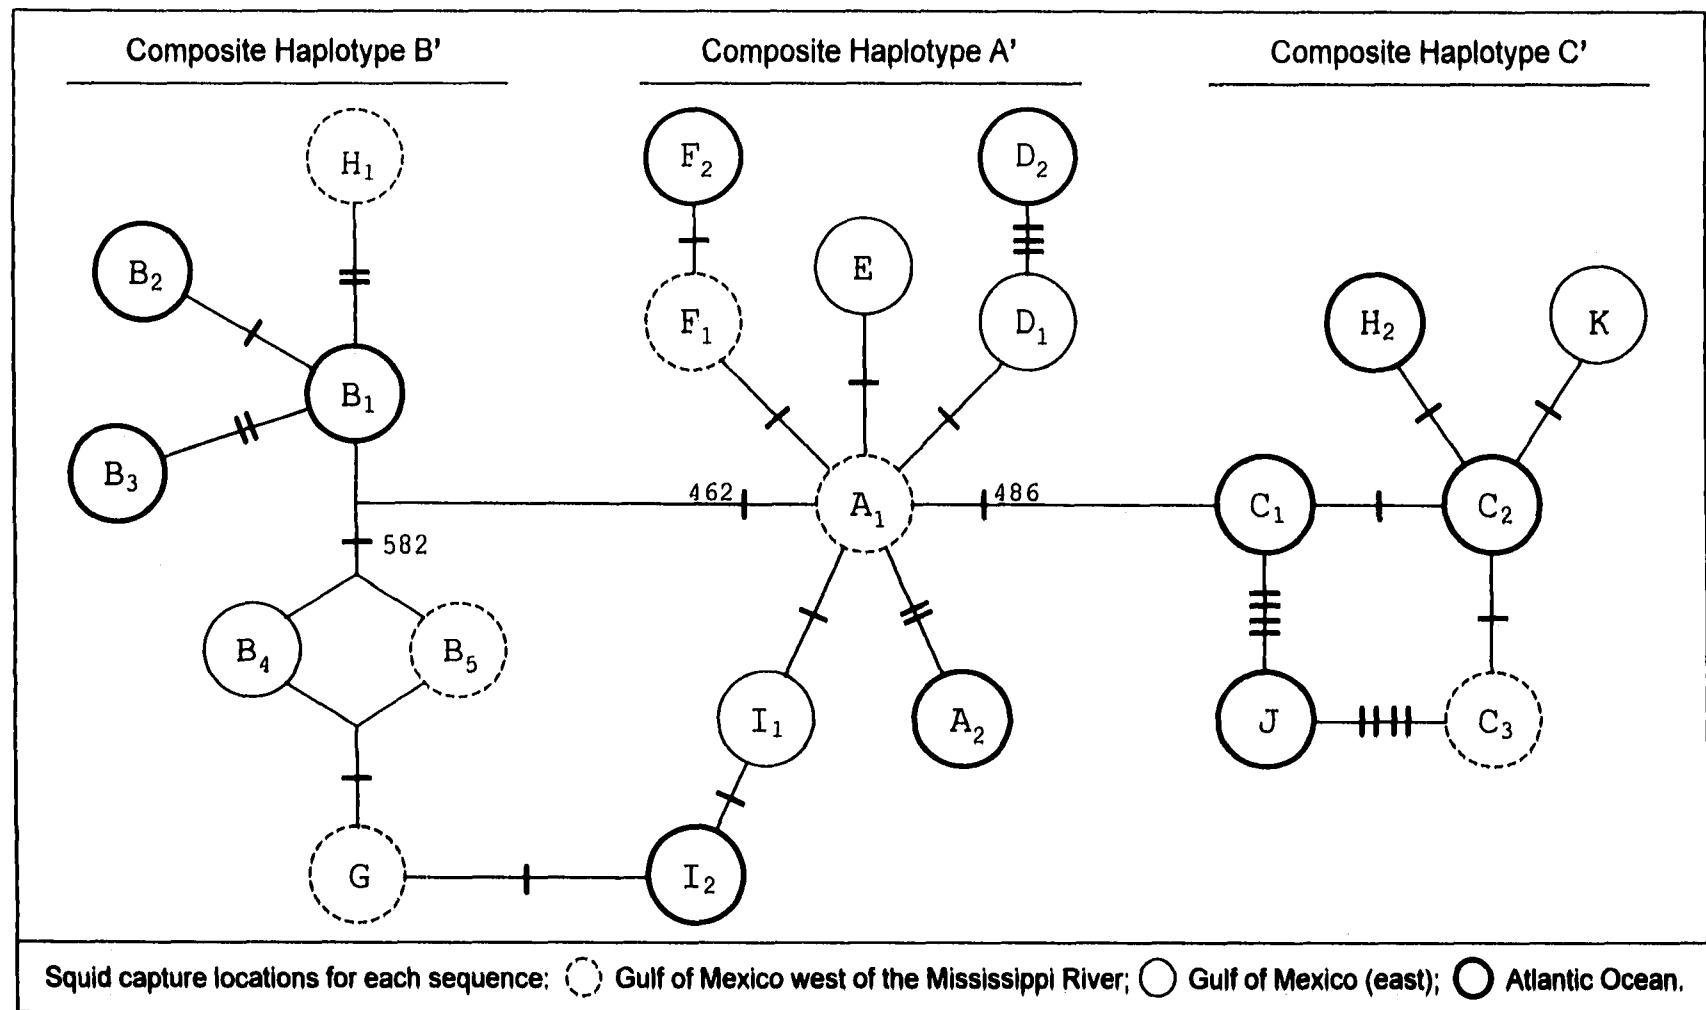 Composite Haplotype B' Composite Haplotype A' Composite Haplotype C'
H₁ F₂ D₂
B₂ E
F₁ D₁ H₂ K
B₁
B₃
462 A₁ 486 C₁ C₂
582
B₄ B₅
I₁ A₂ J C₃
G I₂
Squid capture locations for each sequence: Gulf of Mexico west of the Mississippi River; Gulf of Mexico (east); Atlantic Ocean.